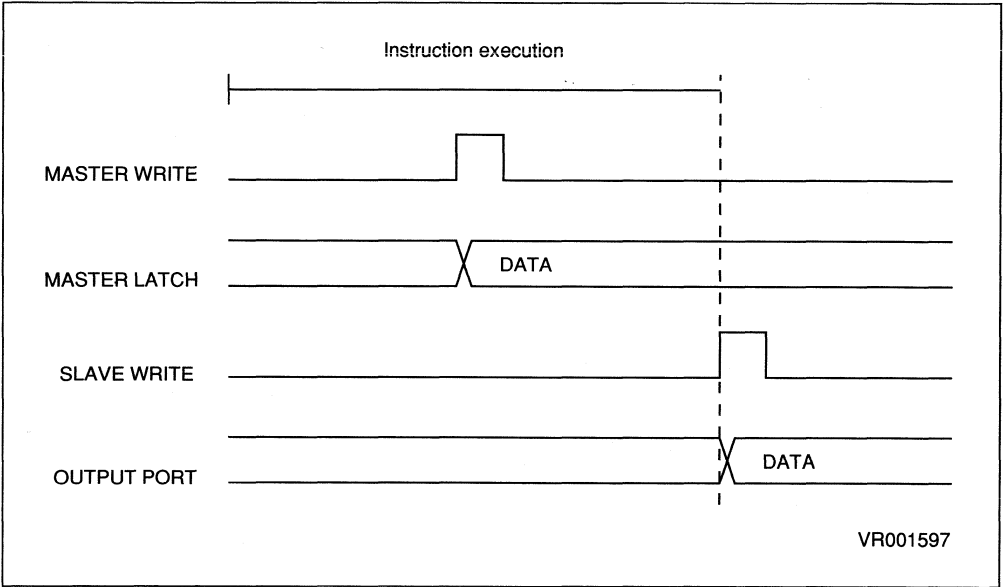 Instruction execution
MASTER WRITE
MASTER LATCH
DATA
SLAVE WRITE
OUTPUT PORT
DATA
VR001597